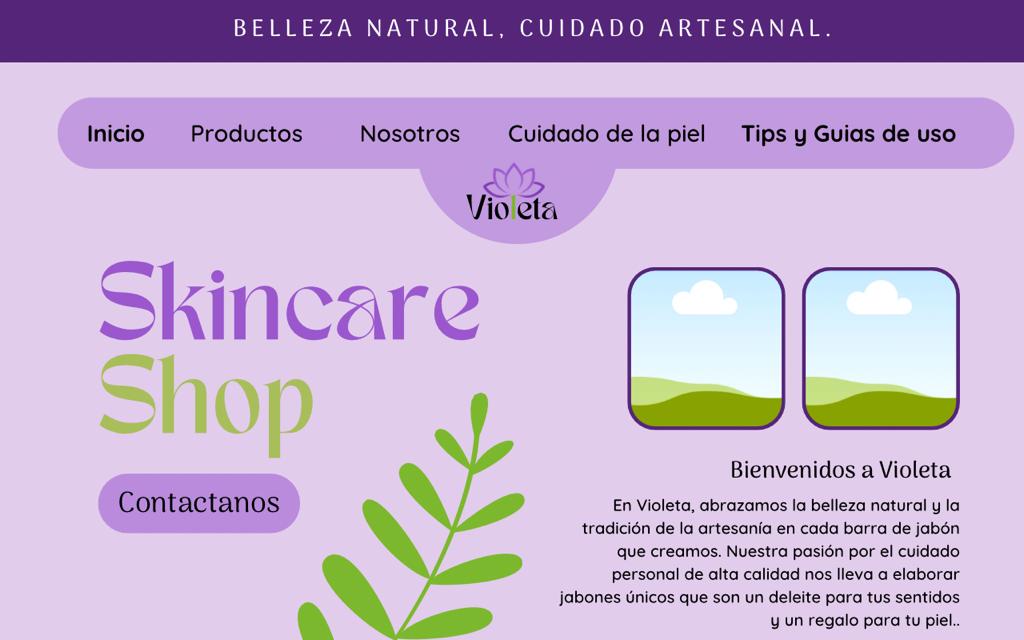 BELLEZA NATURAL, CUIDADO ARTESANAL.
Inicio Productos Nosotros Cuidado de la piel Tips y Guias de uso
Violeta
Skincare
Shop
Contactanos
Bienvenidos a Violeta
En Violeta, abrazamos la belleza natural y la
tradición de la artesanía en cada barra de jabón
que creamos. Nuestra pasión por el cuidado
personal de alta calidad nos lleva a elaborar
jabones únicos que son un deleite para tus sentidos
y un regalo para tu piel..